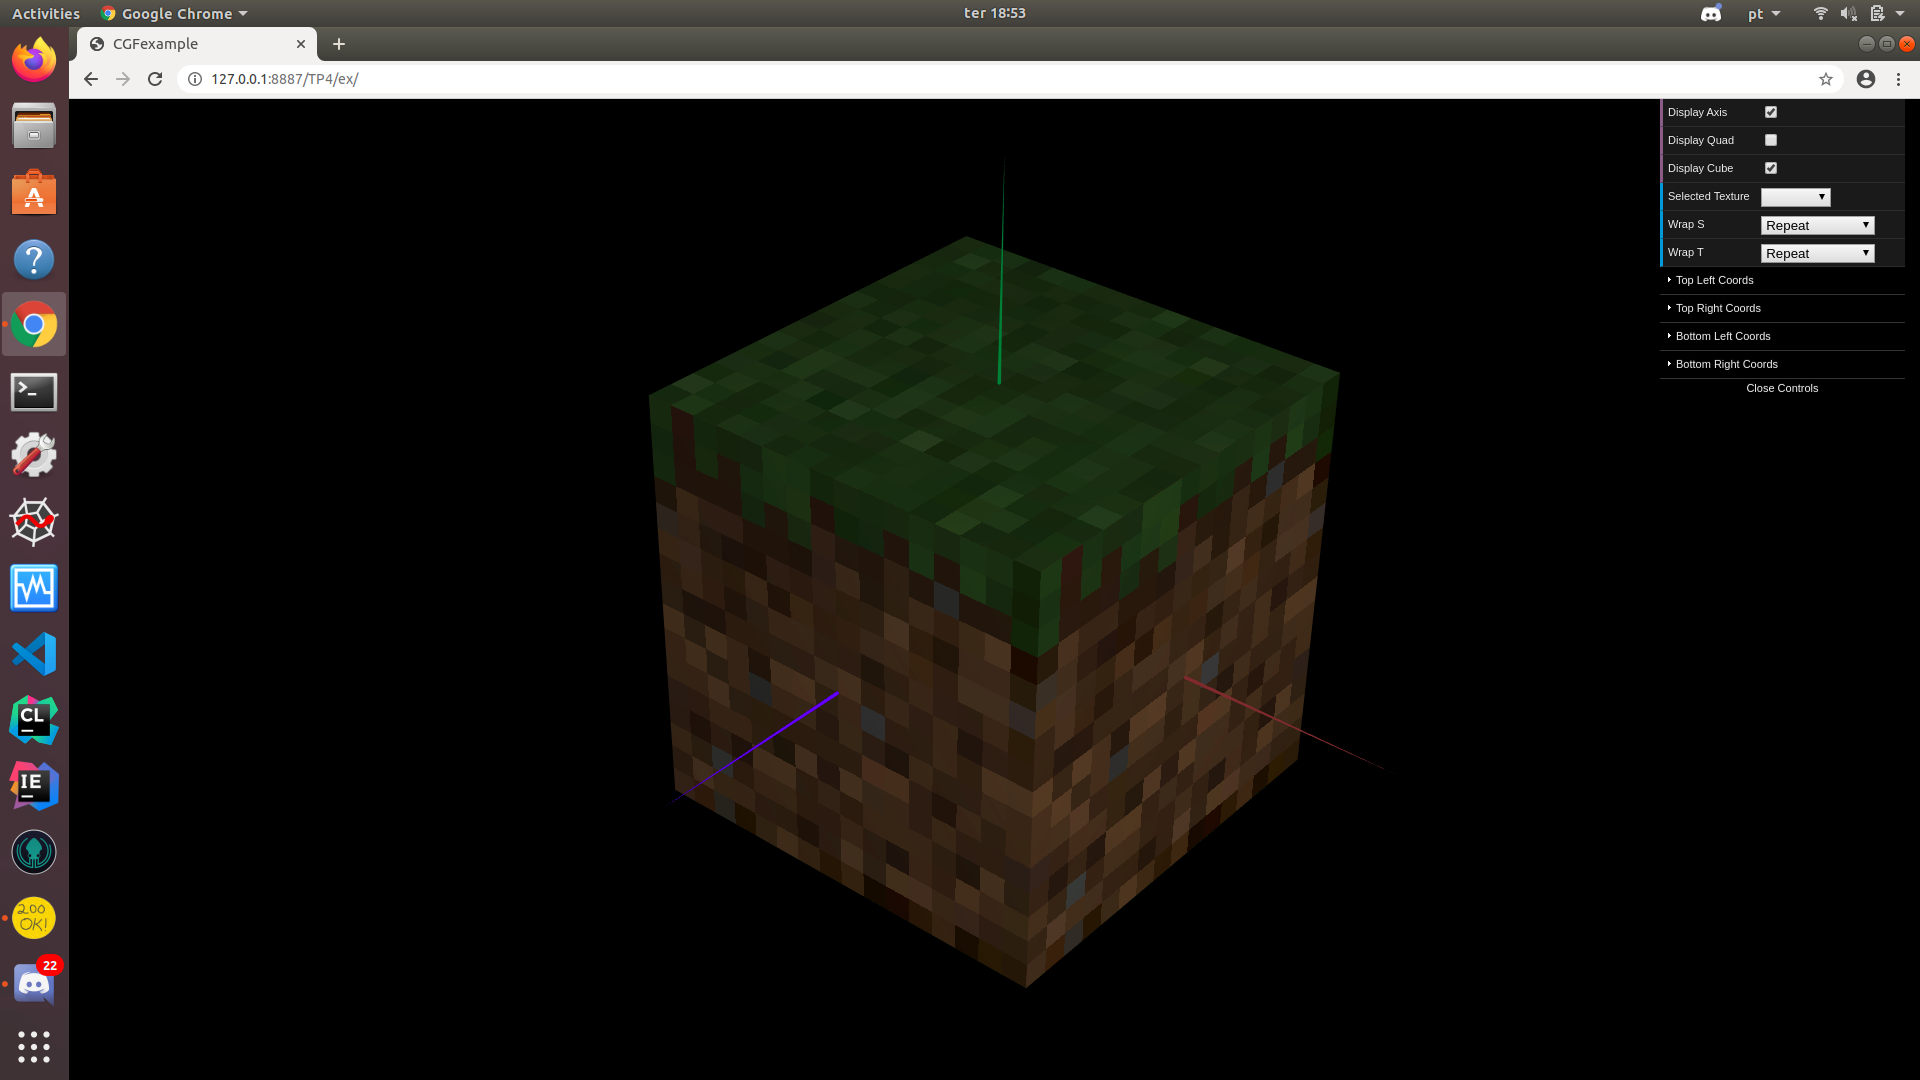 Activities
Google Chrome
ter 18:53
pt
CGFexample
127.0.0.1:8887/TP4/ex/
Display Axis
Display Quad
Display Cube
Selected Texture
Wrap S
Repeat
Wrap T
Repeat
Top Left Coords
Top Right Coords
Bottom Left Coords
Bottom Right Coords
Close Controls
CL
IE
200
OK!
22